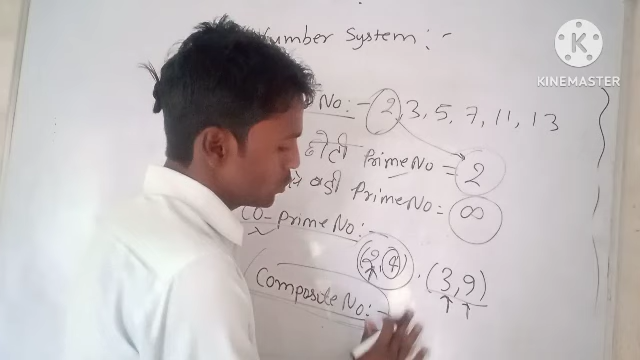 Number System :-
KINEMASTER
No:- 2, 3, 5, 7, 11, 13
छोटी Prime No = 2
बड़ी Prime No = ∞
Co-prime No:-
(2, 4), (3, 9)
Composite No:-